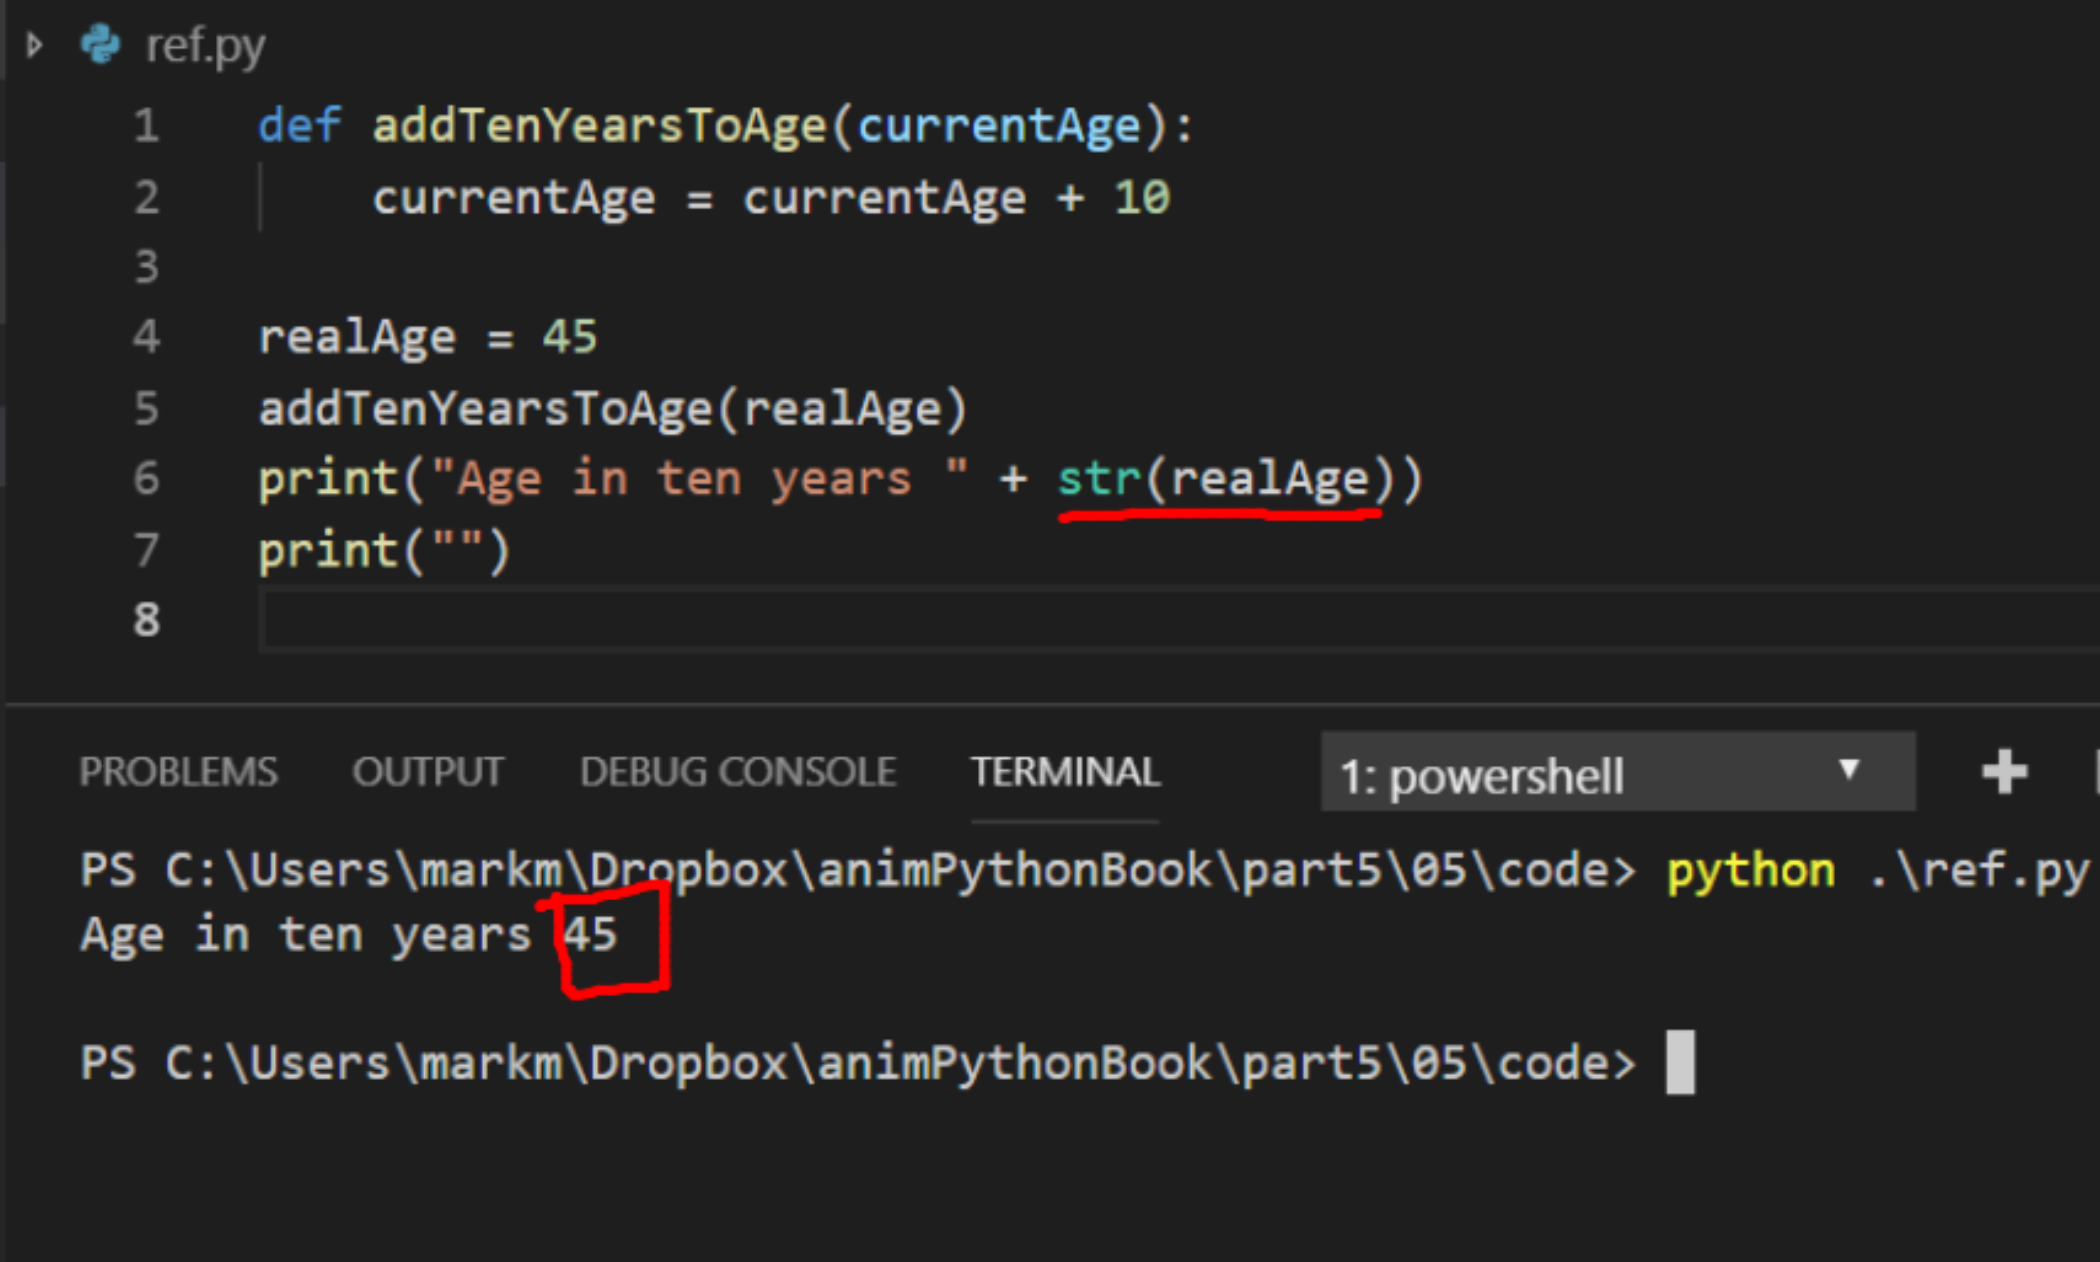 ref.py
1 def addTenYearsToAge(currentAge):
2     currentAge = currentAge + 10
3
4 realAge = 45
5 addTenYearsToAge(realAge)
6 print("Age in ten years " + str(realAge))
7 print("")
8
PROBLEMS OUTPUT DEBUG CONSOLE TERMINAL 1: powershell
PS C:\Users\markm\Dropbox\animPythonBook\part5\05\code> python .\ref.py
Age in ten years 45
PS C:\Users\markm\Dropbox\animPythonBook\part5\05\code>